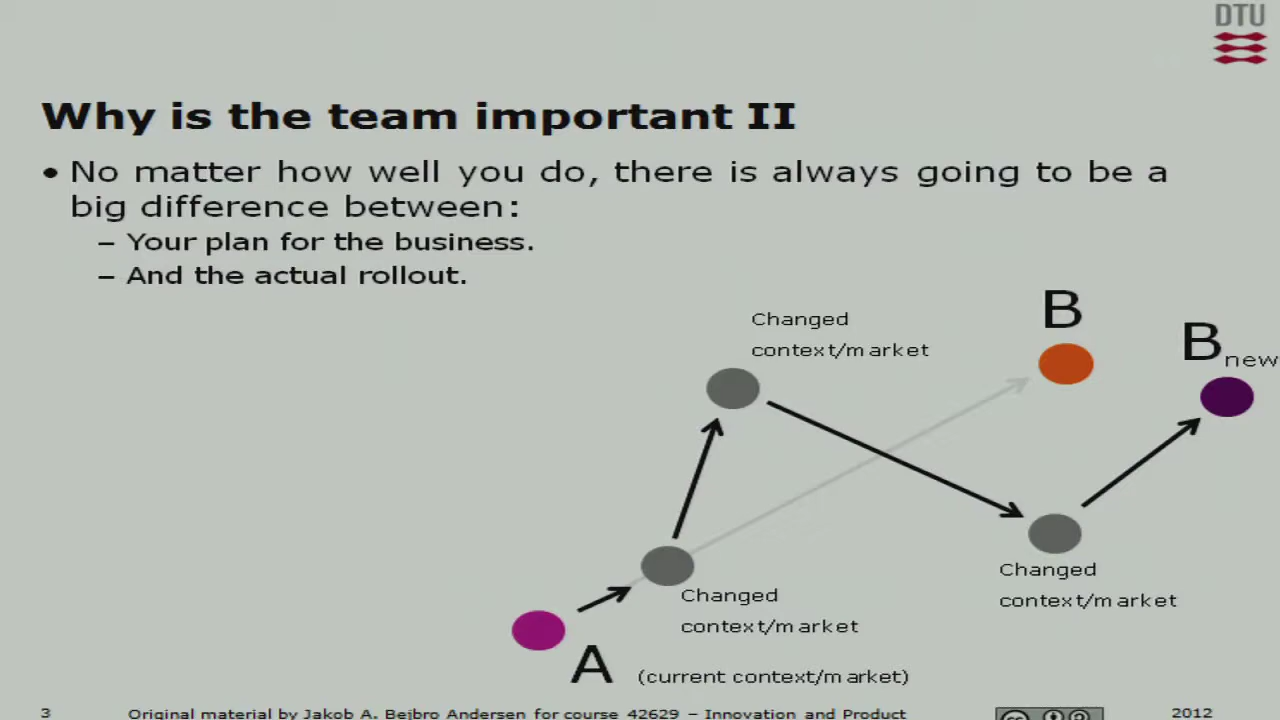 DTU
Why is the team important II
• No matter how well you do, there is always going to be a
big difference between:
– Your plan for the business.
– And the actual rollout.
B
Changed
context/market
B new
Changed
context/market
Changed
context/market
A (current context/market)
3 Original material by Jakob A. Bejbro Andersen for course 42629 – Innovation and Product 2012